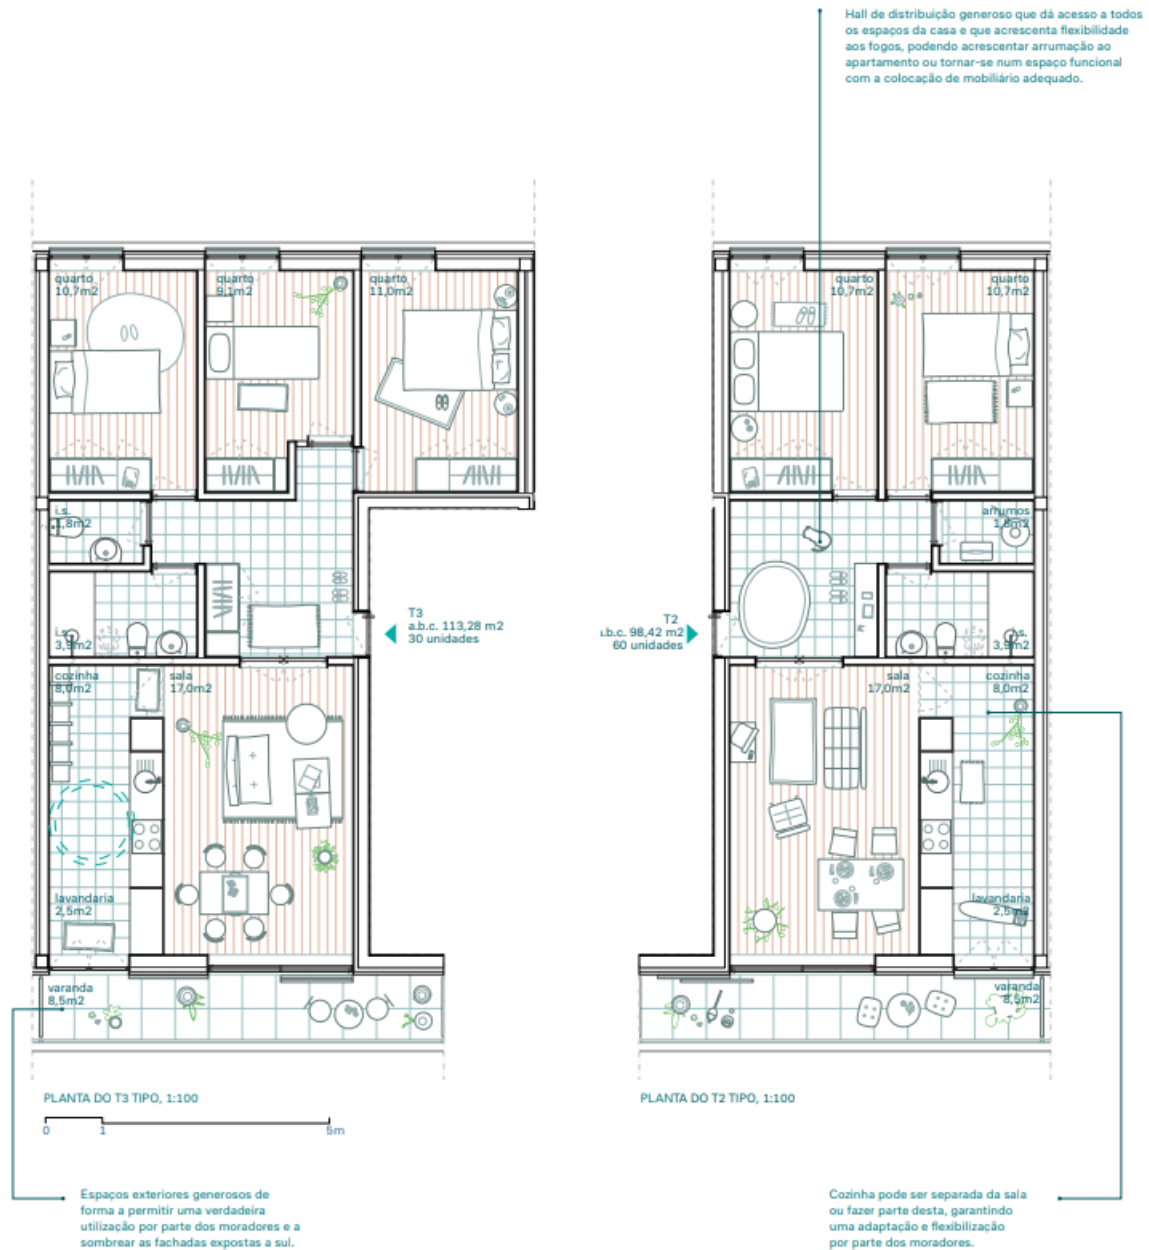 Hall de distribuição generoso que dá acesso a todos
os espaços da casa e que acrescenta flexibilidade
aos fogos, podendo acrescentar arrumação ao
apartamento ou tornar-se num espaço funcional
com a colocação de mobiliário adequado.
quarto
10,7m2
quarto
9,1m2
quarto
11,0m2
quarto
10,7m2
quarto
10,7m2
i.s.
1,8m2
arrumos
1,8m2
T3
a.b.c. 113,28 m2
30 unidades
T2
a.b.c. 98,42 m2
60 unidades
i.s.
3,9m2
i.s.
3,9m2
cozinha
8,0m2
sala
17,0m2
sala
17,0m2
cozinha
8,0m2
lavandaria
2,5m2
lavandaria
2,5m2
varanda
8,5m2
varanda
8,5m2
PLANTA DO T3 TIPO, 1:100
PLANTA DO T2 TIPO, 1:100
0 1 5m
Espaços exteriores generosos de
forma a permitir uma verdadeira
utilização por parte dos moradores e a
sombrear as fachadas expostas a sul.
Cozinha pode ser separada da sala
ou fazer parte desta, garantindo
uma adaptação e flexibilização
por parte dos moradores.